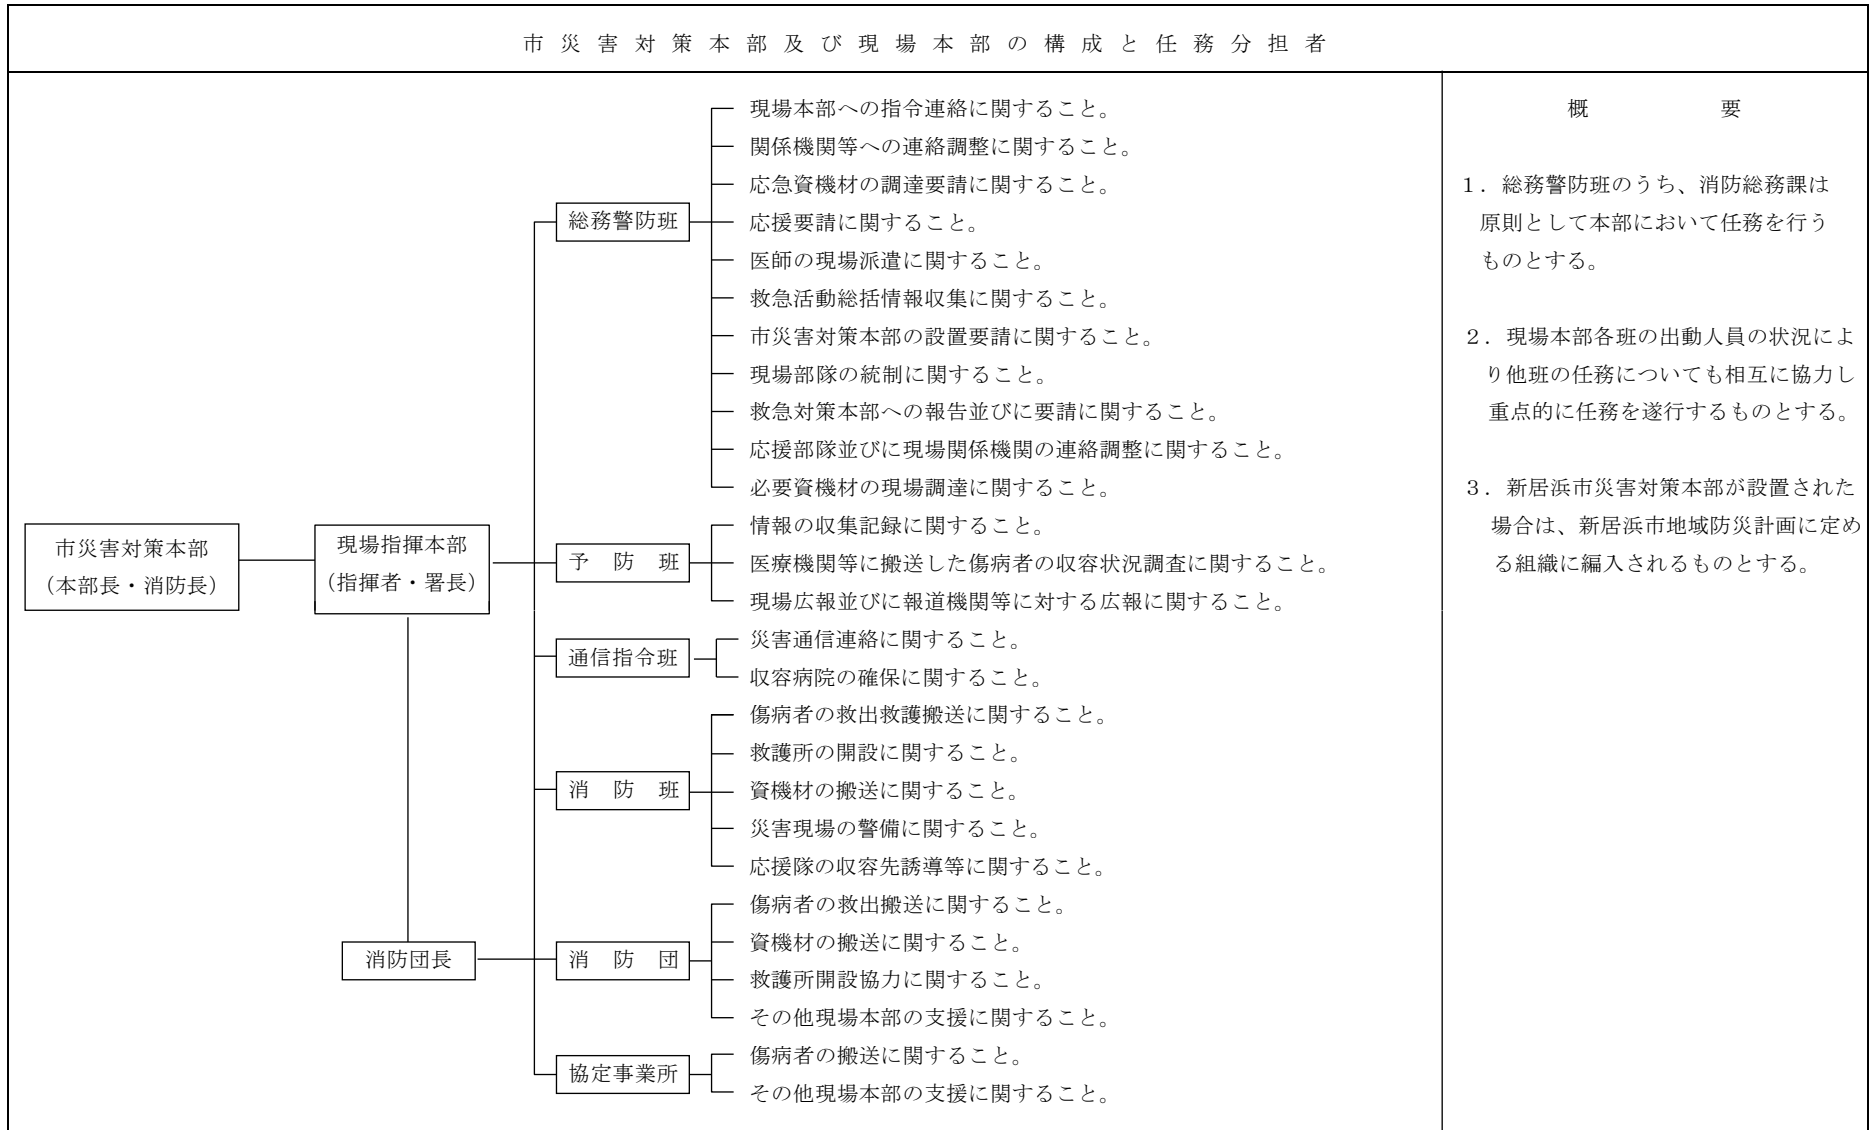 市災害対策本部及び現場本部の構成と任務分担者
市災害対策本部
（本部長・消防長）
現場指揮本部
（指揮者・署長）
消防団長
総務警防班
現場本部への指令連絡に関すること。
関係機関等への連絡調整に関すること。
応急資機材の調達要請に関すること。
応援要請に関すること。
医師の現場派遣に関すること。
救急活動総括情報収集に関すること。
市災害対策本部の設置要請に関すること。
現場部隊の統制に関すること。
救急対策本部への報告並びに要請に関すること。
応援部隊並びに現場関係機関の連絡調整に関すること。
必要資機材の現場調達に関すること。
予防班
情報の収集記録に関すること。
医療機関等に搬送した傷病者の収容状況調査に関すること。
現場広報並びに報道機関等に対する広報に関すること。
通信指令班
災害通信連絡に関すること。
収容病院の確保に関すること。
消防班
傷病者の救出救護搬送に関すること。
救護所の開設に関すること。
資機材の搬送に関すること。
災害現場の警備に関すること。
応援隊の収容先誘導等に関すること。
消防団
傷病者の救出搬送に関すること。
資機材の搬送に関すること。
救護所開設協力に関すること。
その他現場本部の支援に関すること。
協定事業所
傷病者の搬送に関すること。
その他現場本部の支援に関すること。
概要
１．総務警防班のうち、消防総務課は
原則として本部において任務を行う
ものとする。
２．現場本部各班の出動人員の状況によ
り他班の任務についても相互に協力し
重点的に任務を遂行するものとする。
３．新居浜市災害対策本部が設置された
場合は、新居浜市地域防災計画に定め
る組織に編入されるものとする。